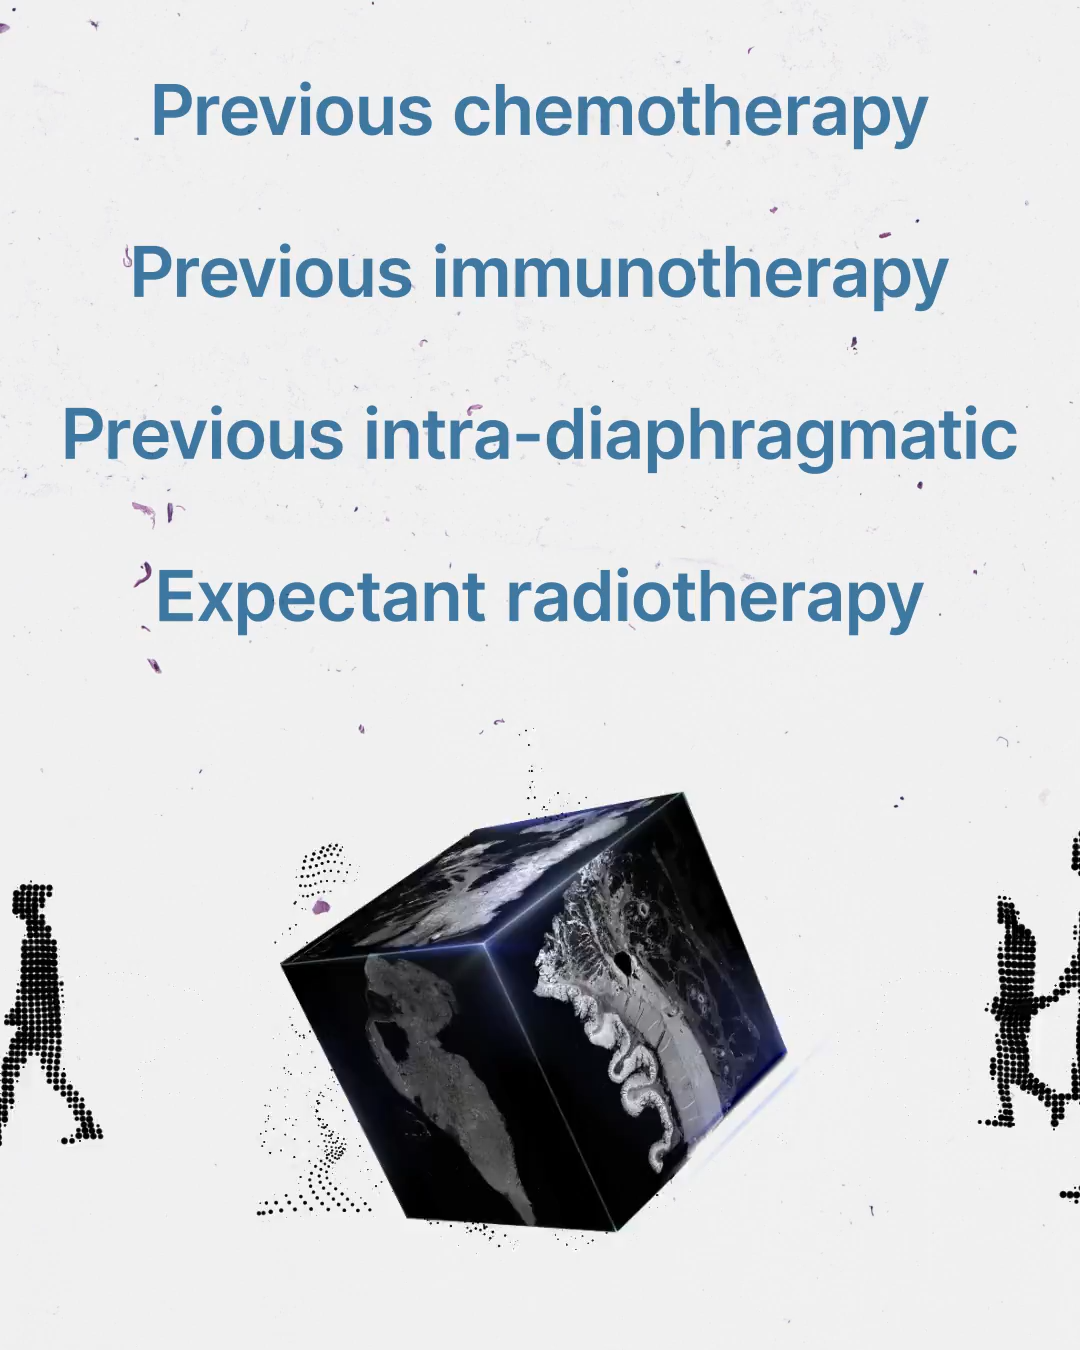 Previous chemotherapy
Previous immunotherapy
Previous intra-diaphragmatic
Expectant radiotherapy